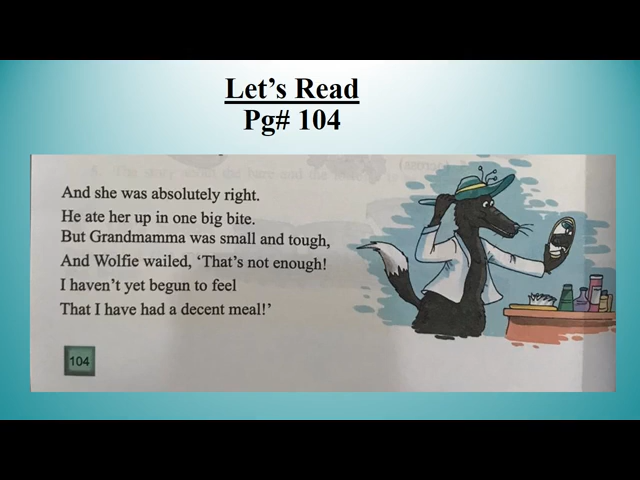 Let’s Read
Pg# 104
And she was absolutely right.
He ate her up in one big bite.
But Grandmamma was small and tough,
And Wolfie wailed, ‘That’s not enough!
I haven’t yet begun to feel
That I have had a decent meal!’
104